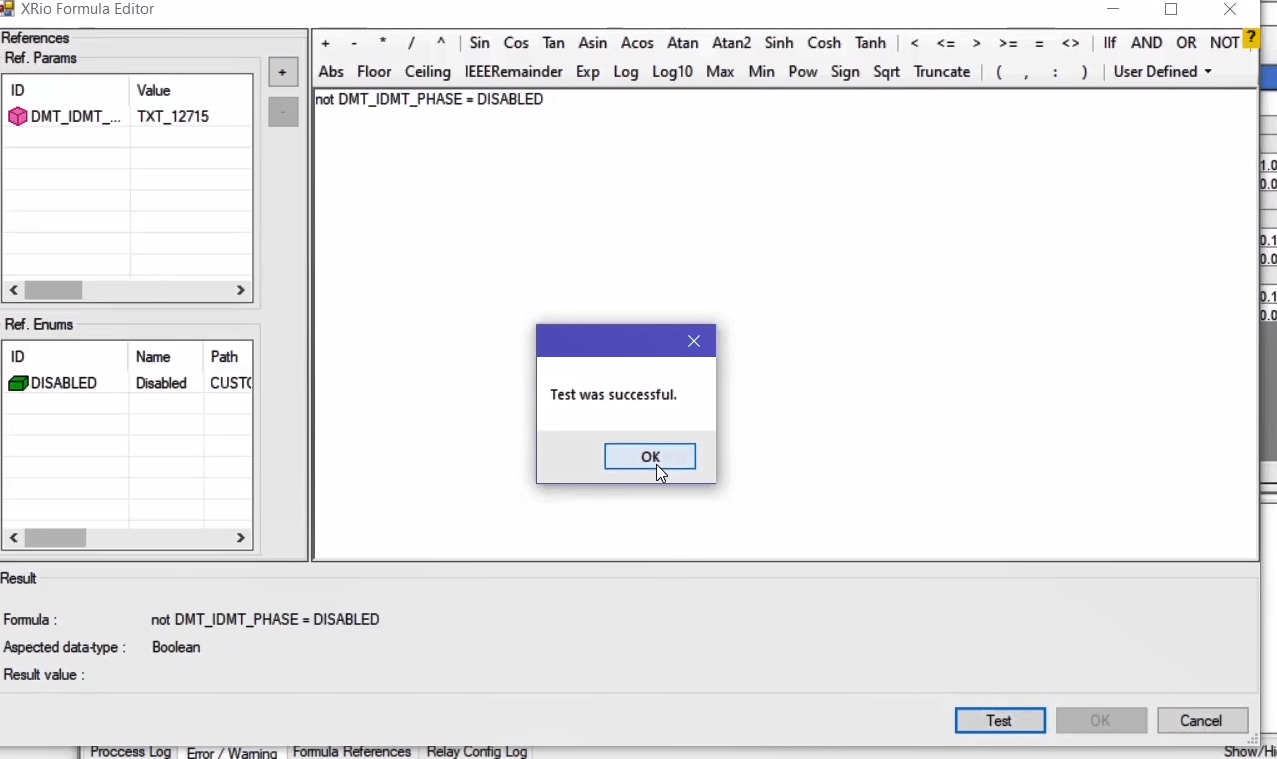 XRio Formula Editor
References
Ref. Params
ID Value
DMT_IDMT_... TXT_12715
+
-
Ref. Enums
ID Name Path
DISABLED Disabled CUST
+ - * / ^ Sin Cos Tan Asin Acos Atan Atan2 Sinh Cosh Tanh < <= > >= = <> IIf AND OR NOT ?
Abs Floor Ceiling IEEERemainder Exp Log Log10 Max Min Pow Sign Sqrt Truncate ( , : ) User Defined
not DMT_IDMT_PHASE = DISABLED
Test was successful.
OK
Result
Formula : not DMT_IDMT_PHASE = DISABLED
Aspected data-type : Boolean
Result value :
Test OK Cancel
Proccess Log Error / Warning Formula References Relay Config Log Show/Hi
1.0
0.0
0.1
0.0
0.1
0.0